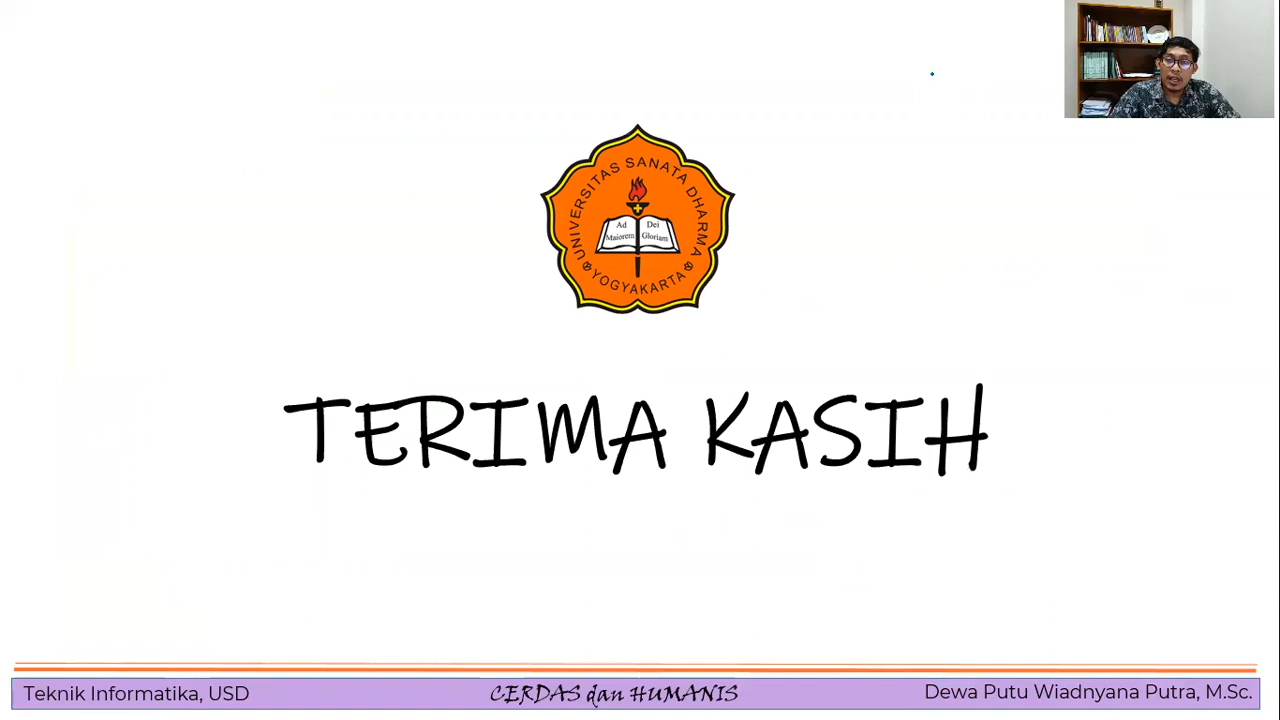 UNIVERSITAS SANATA DHARMA
Ad Dei
Maiorem Gloriam
YOGYAKARTA
TERIMA KASIH
Teknik Informatika, USD
CERDAS dan HUMANIS
Dewa Putu Wiadnyana Putra, M.Sc.